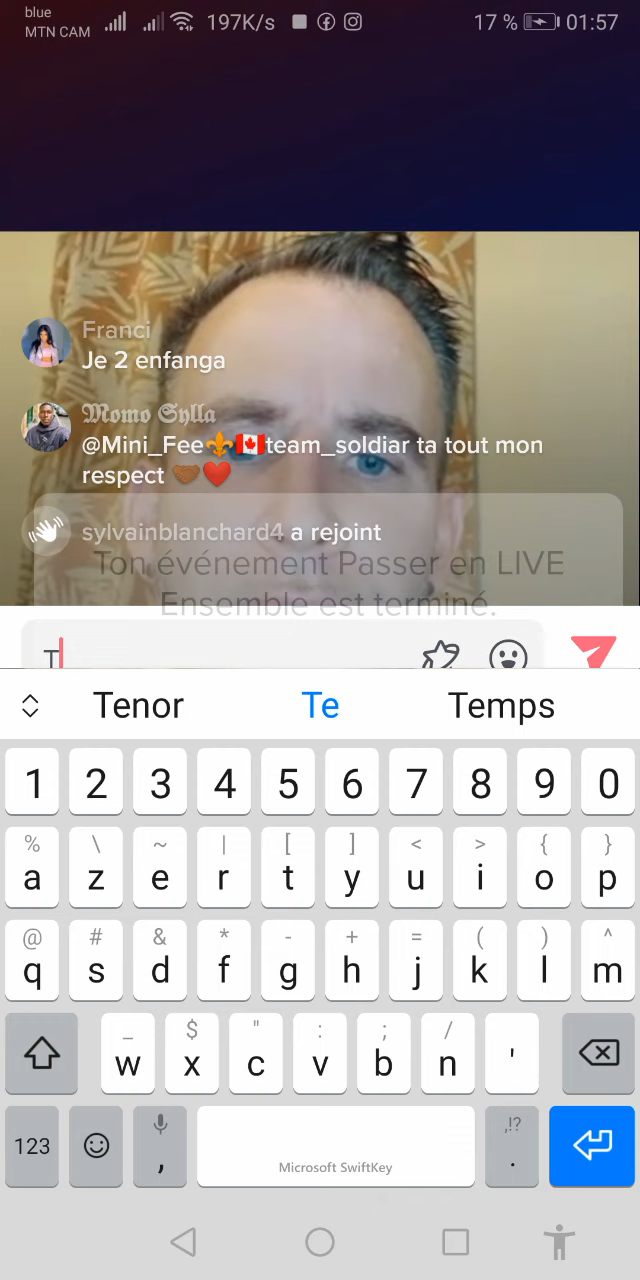 blue
MTN CAM 197K/s 17 % 01:57
Franci
Je 2 enfanga
𝕸𝖔𝖒𝖔 𝕾𝖞𝖑𝖑𝖆
@Mini_Fee⚜️🇨🇦team_soldiar ta tout mon
respect 🤝🏾❤️
sylvainblanchard4 a rejoint
Ton événement Passer en LIVE
Ensemble est terminé.
T
Tenor Te Temps
1 2 3 4 5 6 7 8 9 0
% \ ~ | [ ] < > { }
a z e r t y u i o p
@ # & * - + = ( ) ^
q s d f g h j k l m
_ $ " : ; /
w x c v b n '
,!?
123 , Microsoft SwiftKey .